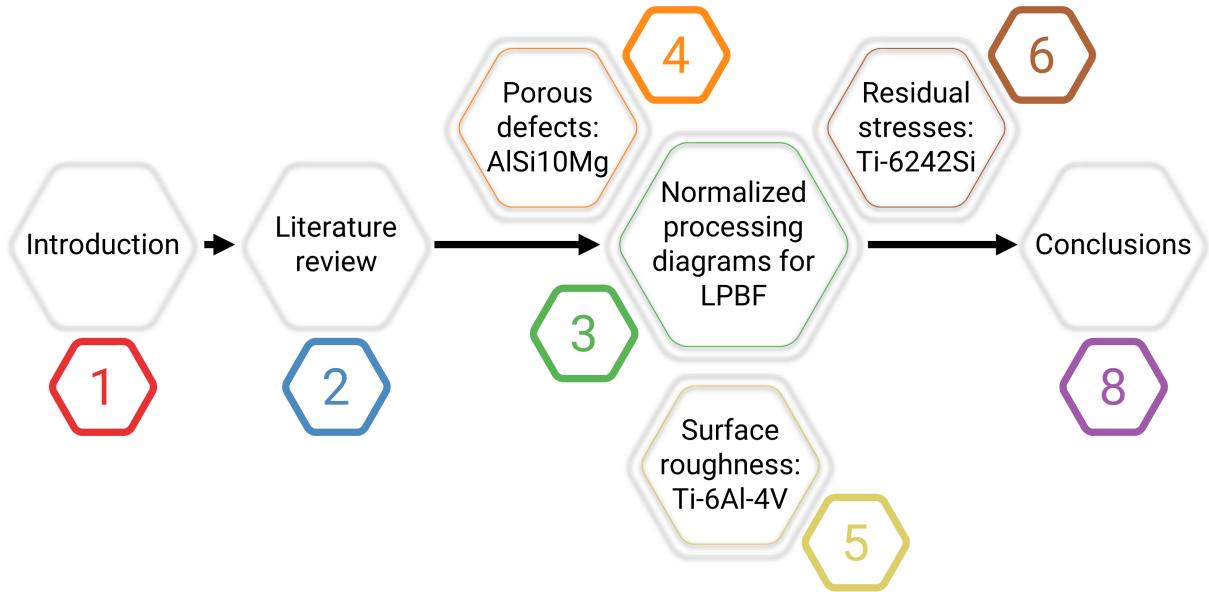 Introduction
1
Literature
review
2
Normalized
processing
diagrams for
LPBF
3
Porous
defects:
AlSi10Mg
4
Surface
roughness:
Ti-6Al-4V
5
Residual
stresses:
Ti-6242Si
6
Conclusions
8